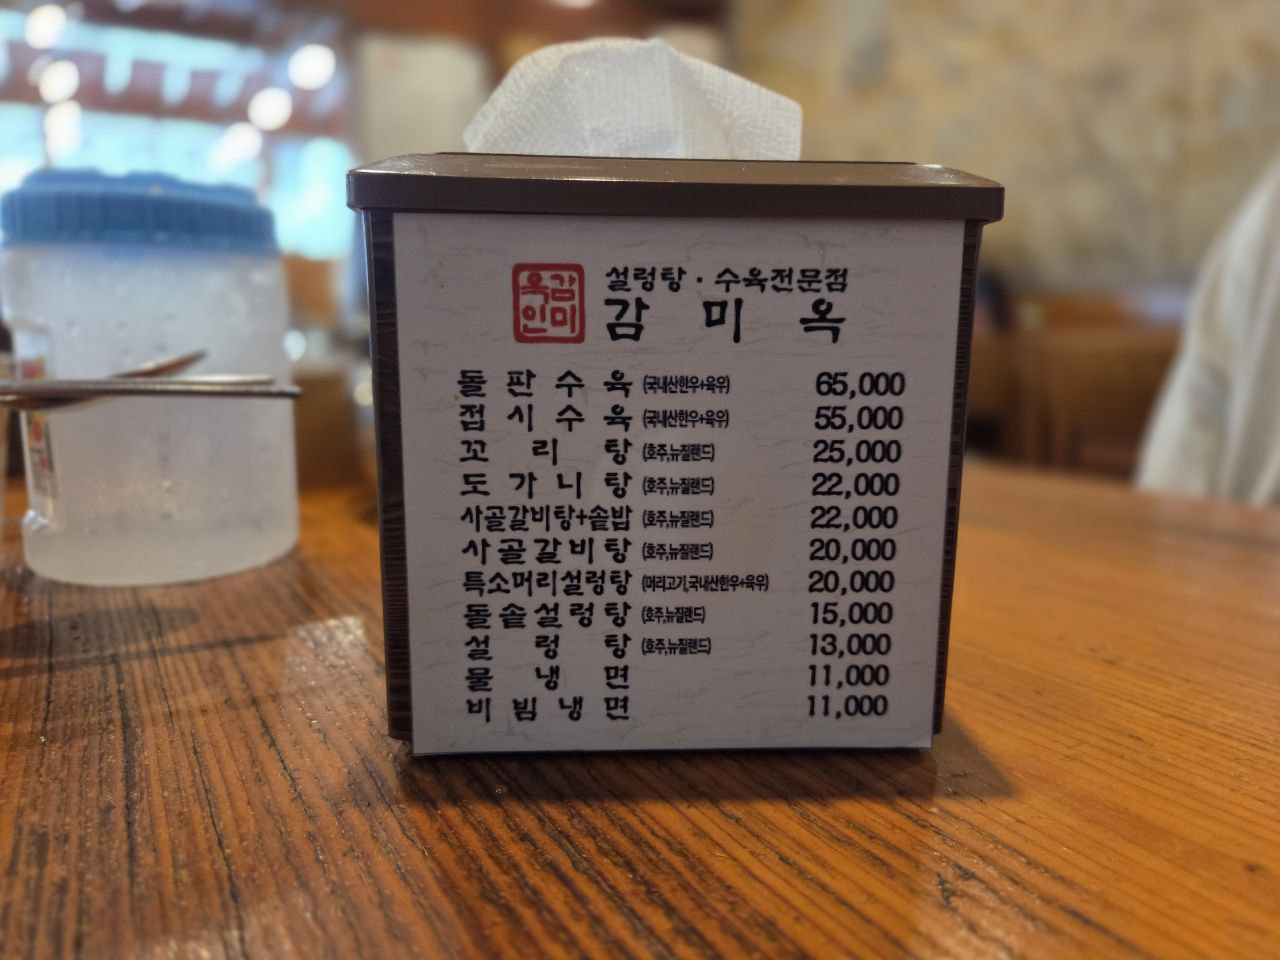 감미옥인
설렁탕 · 수육전문점
감미옥
돌판수육 (국내산한우+육우) 65,000
접시수육 (국내산한우+육우) 55,000
꼬리탕 (호주,뉴질랜드) 25,000
도가니탕 (호주,뉴질랜드) 22,000
사골갈비탕+솥밥 (호주,뉴질랜드) 22,000
사골갈비탕 (호주,뉴질랜드) 20,000
특소머리설렁탕 (머리고기,국내산한우+육우) 20,000
돌솥설렁탕 (호주,뉴질랜드) 15,000
설렁탕 (호주,뉴질랜드) 13,000
물냉면 11,000
비빔냉면 11,000